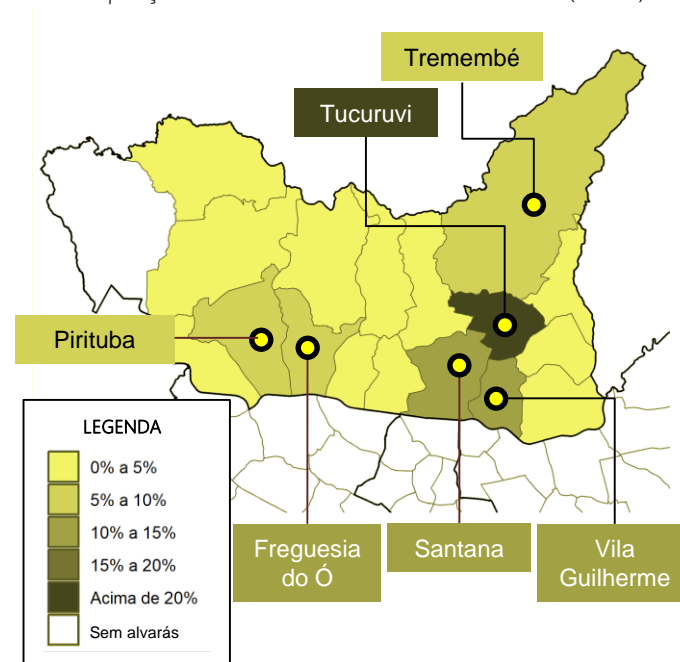 Tremembé
Tucuruvi
Pirituba
LEGENDA
0% a 5%
5% a 10%
10% a 15%
15% a 20%
Acima de 20%
Sem alvarás
Freguesia
do Ó
Santana
Vila
Guilherme